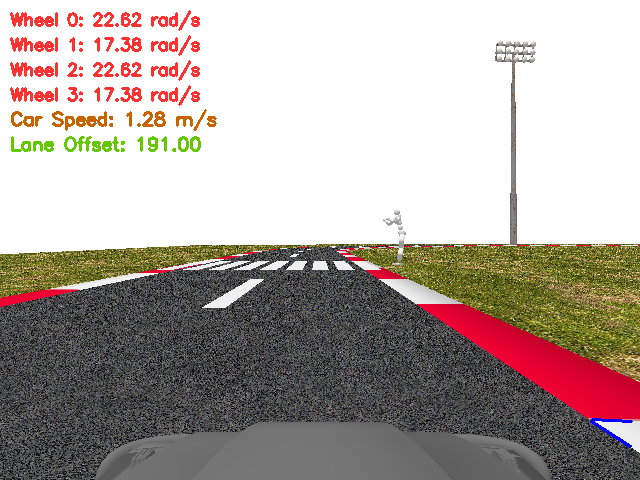 Wheel 0: 22.62 rad/s
Wheel 1: 17.38 rad/s
Wheel 2: 22.62 rad/s
Wheel 3: 17.38 rad/s
Car Speed: 1.28 m/s
Lane Offset: 191.00